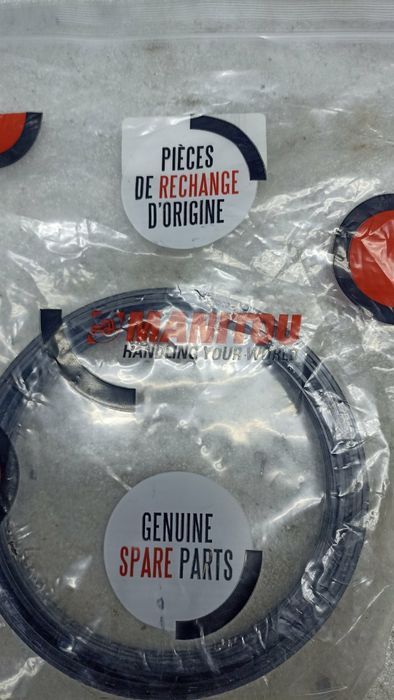 PIÈCES
DE RECHANGE
D'ORIGINE
MANITOU
HANDLING YOUR WORLD
GENUINE
SPARE PARTS